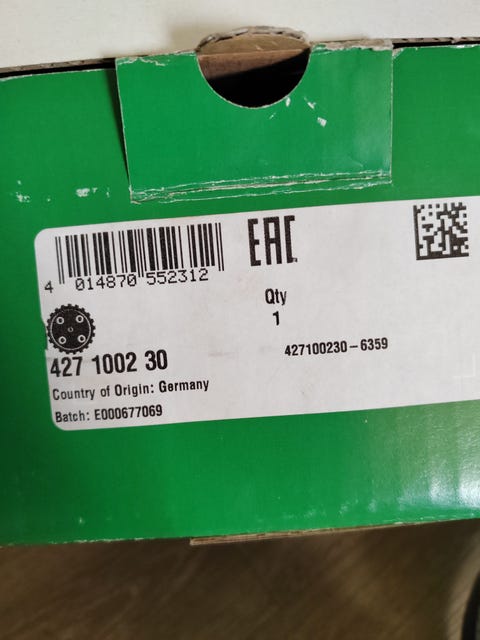 EAC
4 014870 552312
Qty
1
427 1002 30
427100230-6359
Country of Origin: Germany
Batch: E000677069